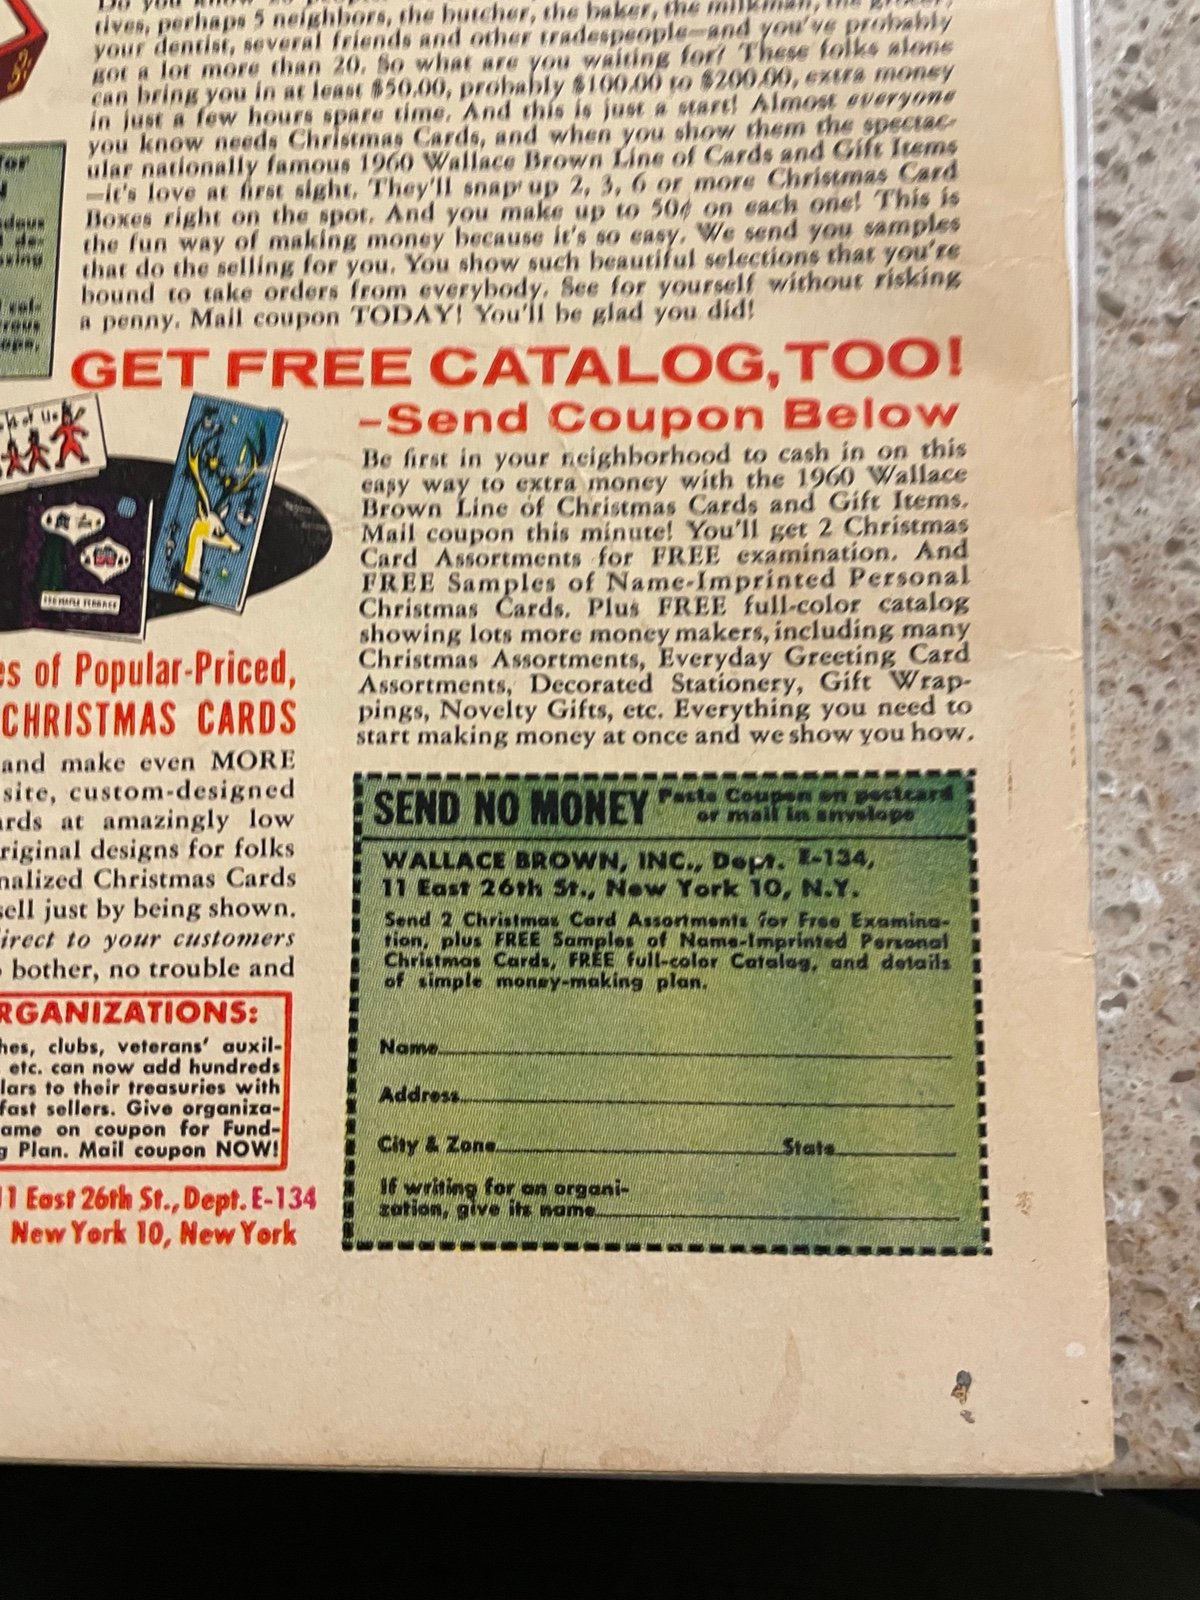 tives, perhaps 5 neighbors, the butcher, the baker, the milkman, the grocer,
your dentist, several friends and other tradespeople—and you've probably
got a lot more than 20. So what are you waiting for? These folks alone
can bring you in at least $50.00, probably $100.00 to $200.00, extra money
in just a few hours spare time. And this is just a start! Almost everyone
you know needs Christmas Cards, and when you show them the spectac-
ular nationally famous 1960 Wallace Brown Line of Cards and Gift Items
—it's love at first sight. They'll snap up 2, 3, 6 or more Christmas Card
Boxes right on the spot. And you make up to 50¢ on each one! This is
the fun way of making money because it's so easy. We send you samples
that do the selling for you. You show such beautiful selections that you're
bound to take orders from everybody. See for yourself without risking
a penny. Mail coupon TODAY! You'll be glad you did!
GET FREE CATALOG, TOO!
–Send Coupon Below
Be first in your neighborhood to cash in on this
easy way to extra money with the 1960 Wallace
Brown Line of Christmas Cards and Gift Items.
Mail coupon this minute! You'll get 2 Christmas
Card Assortments for FREE examination. And
FREE Samples of Name-Imprinted Personal
Christmas Cards. Plus FREE full-color catalog
showing lots more money makers, including many
Christmas Assortments, Everyday Greeting Card
Assortments, Decorated Stationery, Gift Wrap-
pings, Novelty Gifts, etc. Everything you need to
start making money at once and we show you how.
es of Popular-Priced,
CHRISTMAS CARDS
and make even MORE
site, custom-designed
ards at amazingly low
riginal designs for folks
nalized Christmas Cards
sell just by being shown.
irect to your customers
bother, no trouble and
RGANIZATIONS:
hes, clubs, veterans' auxil-
etc. can now add hundreds
lars to their treasuries with
fast sellers. Give organiza-
ame on coupon for Fund-
g Plan. Mail coupon NOW!
11 East 26th St., Dept. E-134
New York 10, New York
SEND NO MONEY Paste Coupon on postcard
or mail in envelope
WALLACE BROWN, INC., Dept. E-134,
11 East 26th St., New York 10, N.Y.
Send 2 Christmas Card Assortments for Free Examina-
tion, plus FREE Samples of Name-Imprinted Personal
Christmas Cards, FREE full-color Catalog, and details
of simple money-making plan.
Name
Address
City & Zone State
If writing for an organi-
zation, give its name